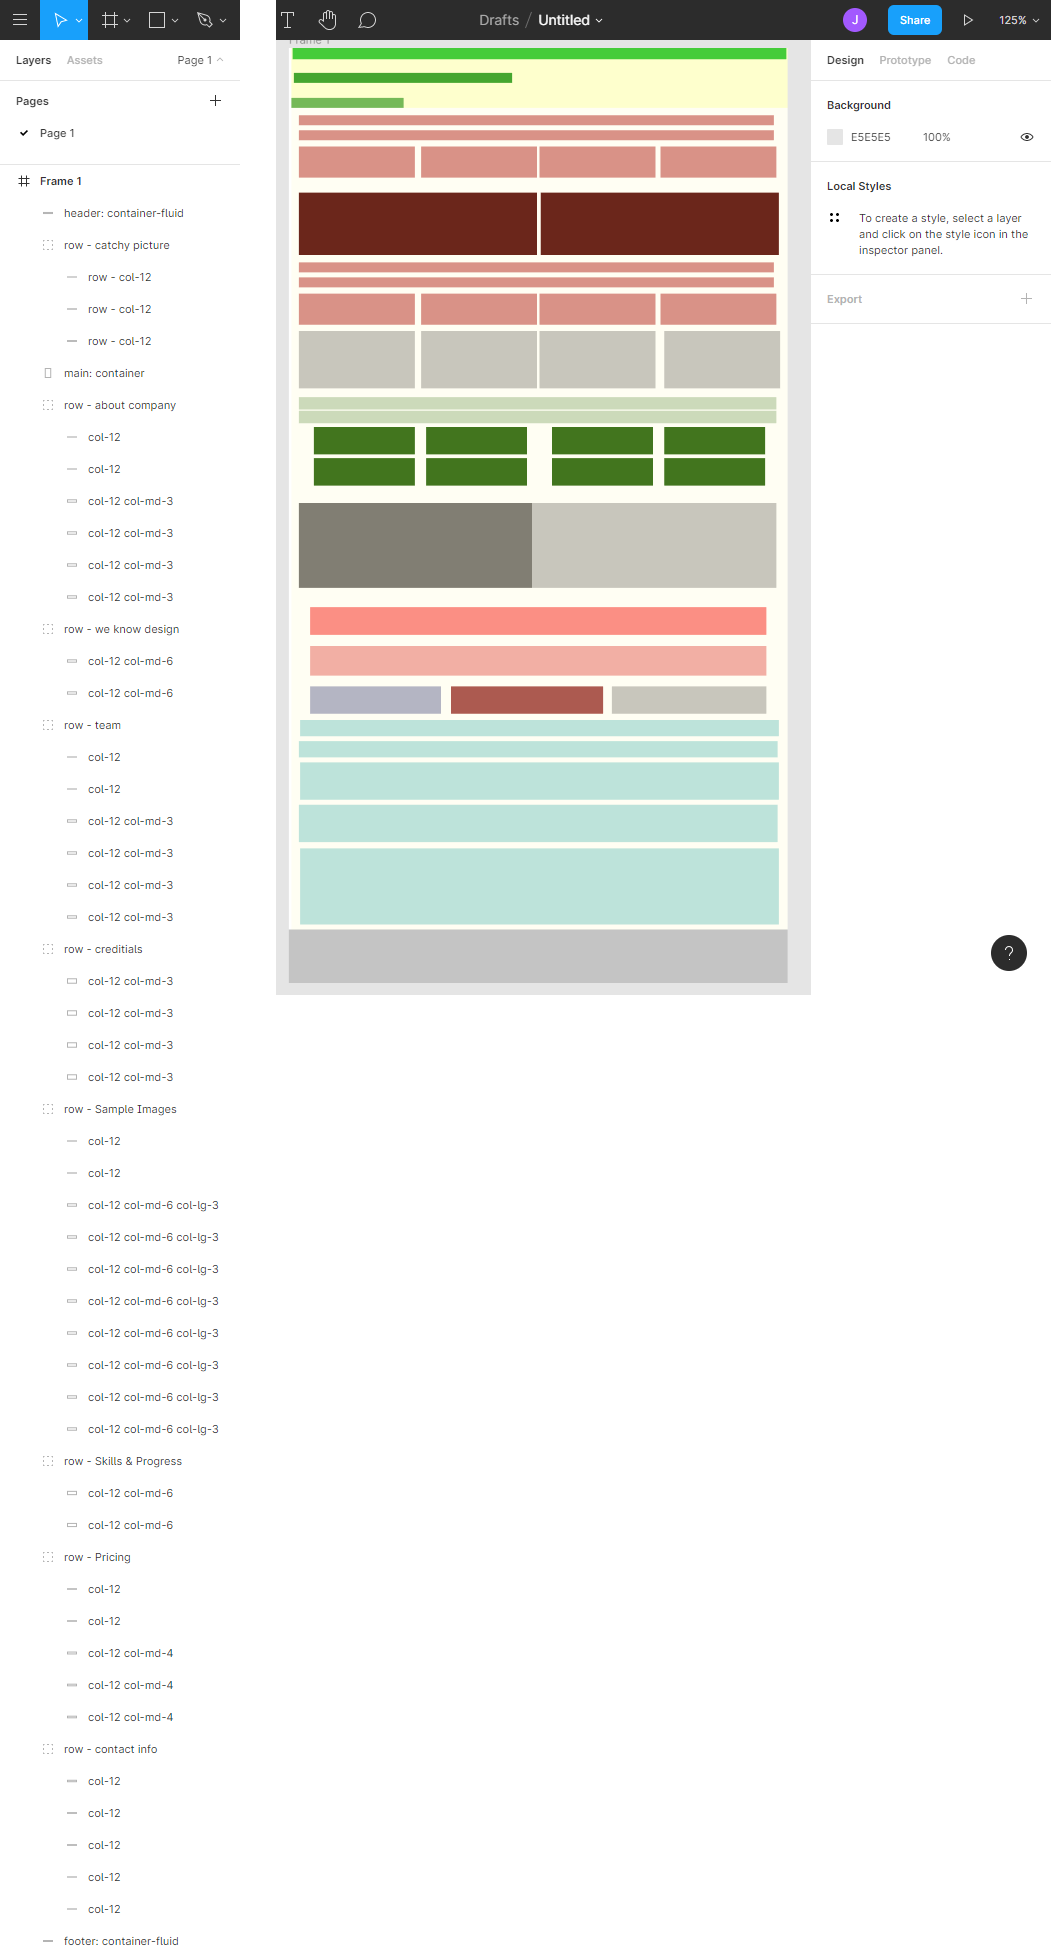 Drafts / Untitled
J
Share
125%
Layers
Assets
Page 1
Pages
Page 1
Frame 1
header: container-fluid
row - catchy picture
row - col-12
row - col-12
row - col-12
main: container
row - about company
col-12
col-12
col-12 col-md-3
col-12 col-md-3
col-12 col-md-3
col-12 col-md-3
row - we know design
col-12 col-md-6
col-12 col-md-6
row - team
col-12
col-12
col-12 col-md-3
col-12 col-md-3
col-12 col-md-3
col-12 col-md-3
row - creditials
col-12 col-md-3
col-12 col-md-3
col-12 col-md-3
col-12 col-md-3
row - Sample Images
col-12
col-12
col-12 col-md-6 col-lg-3
col-12 col-md-6 col-lg-3
col-12 col-md-6 col-lg-3
col-12 col-md-6 col-lg-3
col-12 col-md-6 col-lg-3
col-12 col-md-6 col-lg-3
col-12 col-md-6 col-lg-3
col-12 col-md-6 col-lg-3
row - Skills & Progress
col-12 col-md-6
col-12 col-md-6
row - Pricing
col-12
col-12
col-12 col-md-4
col-12 col-md-4
col-12 col-md-4
row - contact info
col-12
col-12
col-12
col-12
col-12
footer: container-fluid
Frame 1
Design
Prototype
Code
Background
E5E5E5 100%
Local Styles
To create a style, select a layer
and click on the style icon in the
inspector panel.
Export
?